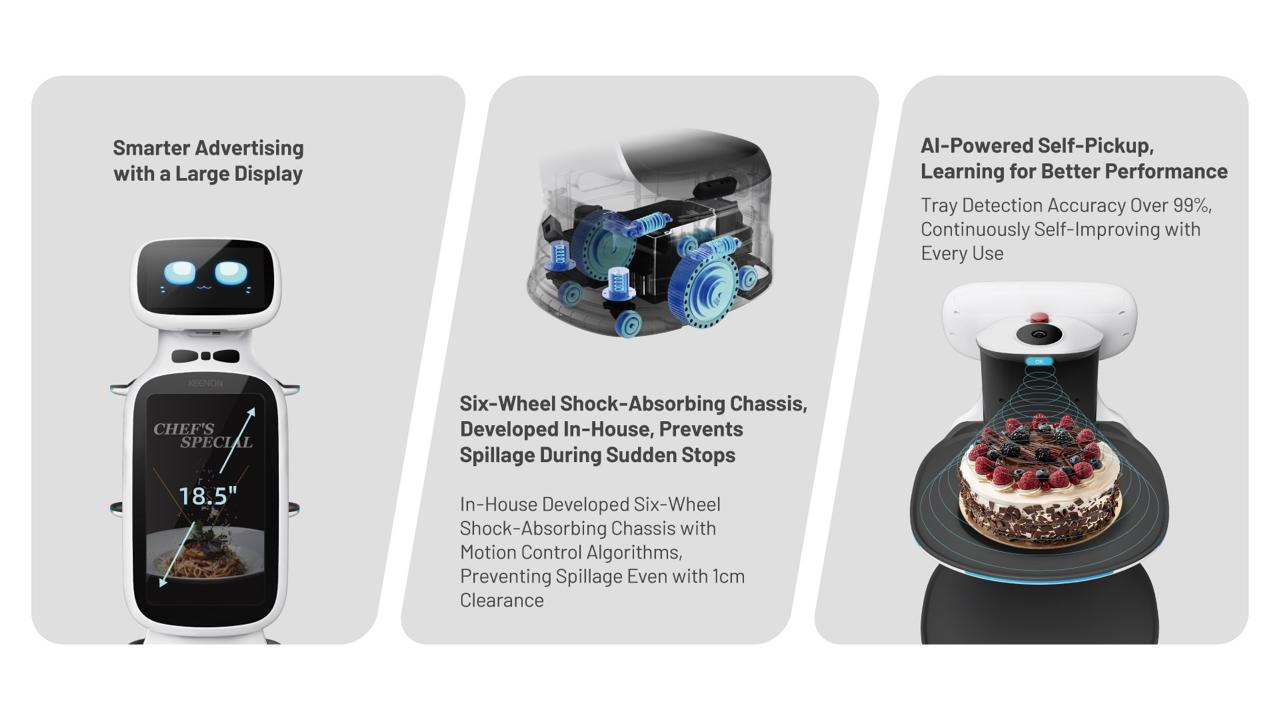 Smarter Advertising
with a Large Display
KEENON
CHEF'S
SPECIAL
18.5"
Six-Wheel Shock-Absorbing Chassis,
Developed In-House, Prevents
Spillage During Sudden Stops
In-House Developed Six-Wheel
Shock-Absorbing Chassis with
Motion Control Algorithms,
Preventing Spillage Even with 1cm
Clearance
AI-Powered Self-Pickup,
Learning for Better Performance
Tray Detection Accuracy Over 99%,
Continuously Self-Improving with
Every Use